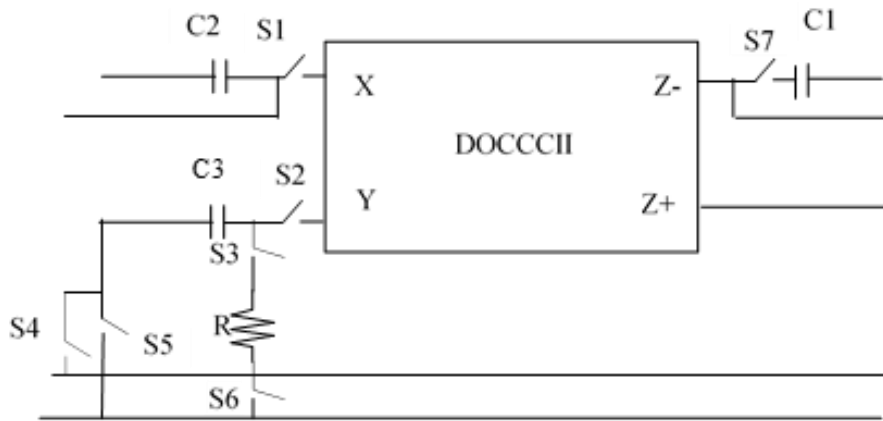 C2 S1 S7 C1
X Z-
DOCCCII
C3 S2
Y Z+
S3
S4 S5 R
S6